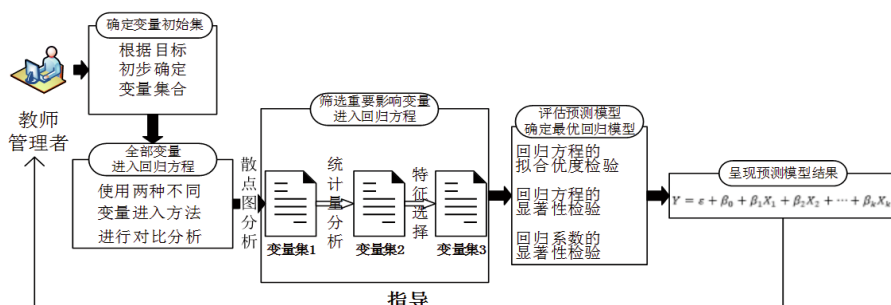 确定变量初始集
根据目标
初步确定
变量集合
教师
管理者
全部变量
进入回归方程
使用两种不同
变量进入方法
进行对比分析
散点图分析
筛选重要影响变量
进入回归方程
变量集1
统计量分析
变量集2
特征选择
变量集3
评估预测模型
确定最优回归模型
回归方程的
拟合优度检验
回归方程的
显著性检验
回归系数的
显著性检验
呈现预测模型结果
Y = ε + β₀ + β₁X₁ + β₂X₂ + ⋯ + βₖXₖ
指导